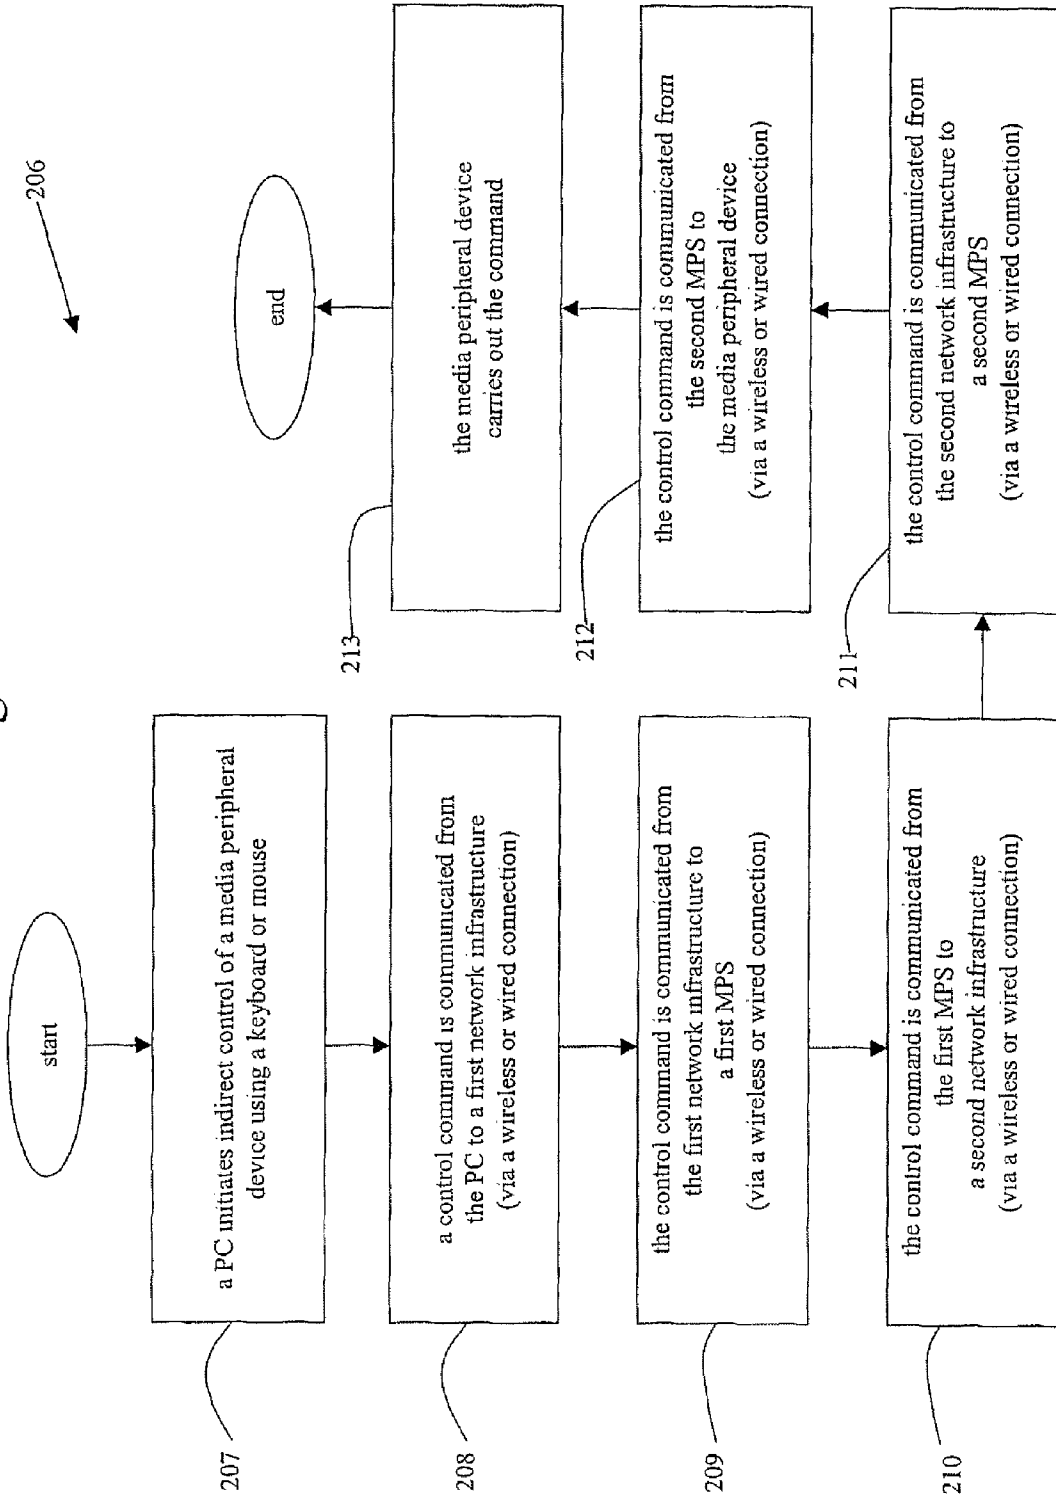 206
start
207
a PC initiates indirect control of a media peripheral
device using a keyboard or mouse
208
a control command is communicated from
the PC to a first network infrastructure
(via a wireless or wired connection)
209
the control command is communicated from
the first network infrastructure to
a first MPS
(via a wireless or wired connection)
210
the control command is communicated from
the first MPS to
a second network infrastructure
(via a wireless or wired connection)
211
the control command is communicated from
the second network infrastructure to
a second MPS
(via a wireless or wired connection)
212
the control command is communicated from
the second MPS to
the media peripheral device
(via a wireless or wired connection)
213
the media peripheral device
carries out the command
end